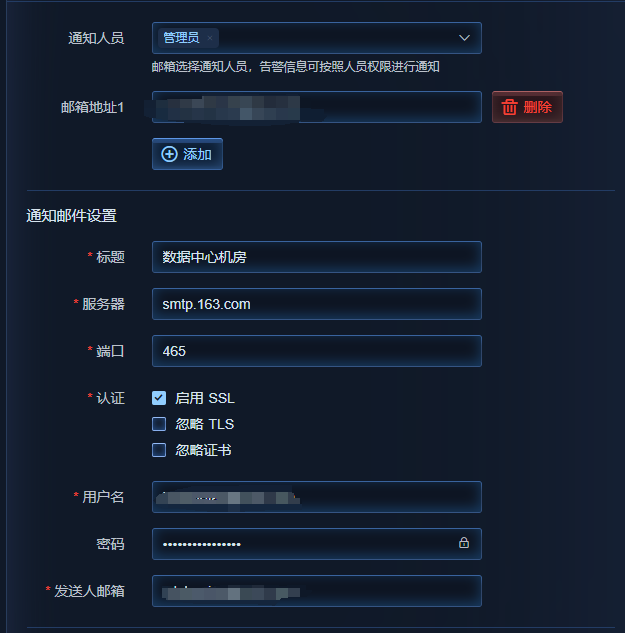 通知人员 管理员 ×
邮箱选择通知人员，告警信息可按照人员权限进行通知
邮箱地址1 删除
添加
通知邮件设置
* 标题 数据中心机房
* 服务器 smtp.163.com
* 端口 465
* 认证 启用 SSL
忽略 TLS
忽略证书
* 用户名
密码 ••••••••••••••••
* 发送人邮箱